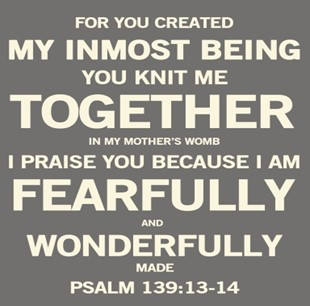 FOR YOU CREATED
MY INMOST BEING
YOU KNIT ME
TOGETHER
IN MY MOTHER'S WOMB
I PRAISE YOU BECAUSE I AM
FEARFULLY
AND
WONDERFULLY
MADE
PSALM 139:13-14